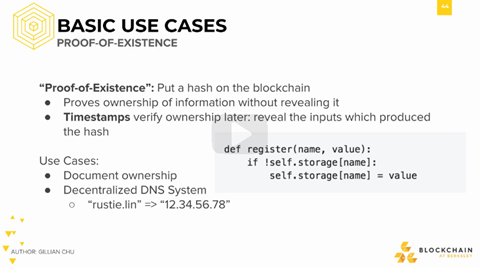 44
BASIC USE CASES
PROOF-OF-EXISTENCE
“Proof-of-Existence”: Put a hash on the blockchain
● Proves ownership of information without revealing it
● Timestamps verify ownership later: reveal the inputs which produced
the hash
def register(name, value):
if !self.storage[name]:
self.storage[name] = value
Use Cases:
● Document ownership
● Decentralized DNS System
○ “rustie.lin” => “12.34.56.78”
AUTHOR: GILLIAN CHU
BLOCKCHAIN
AT BERKELEY